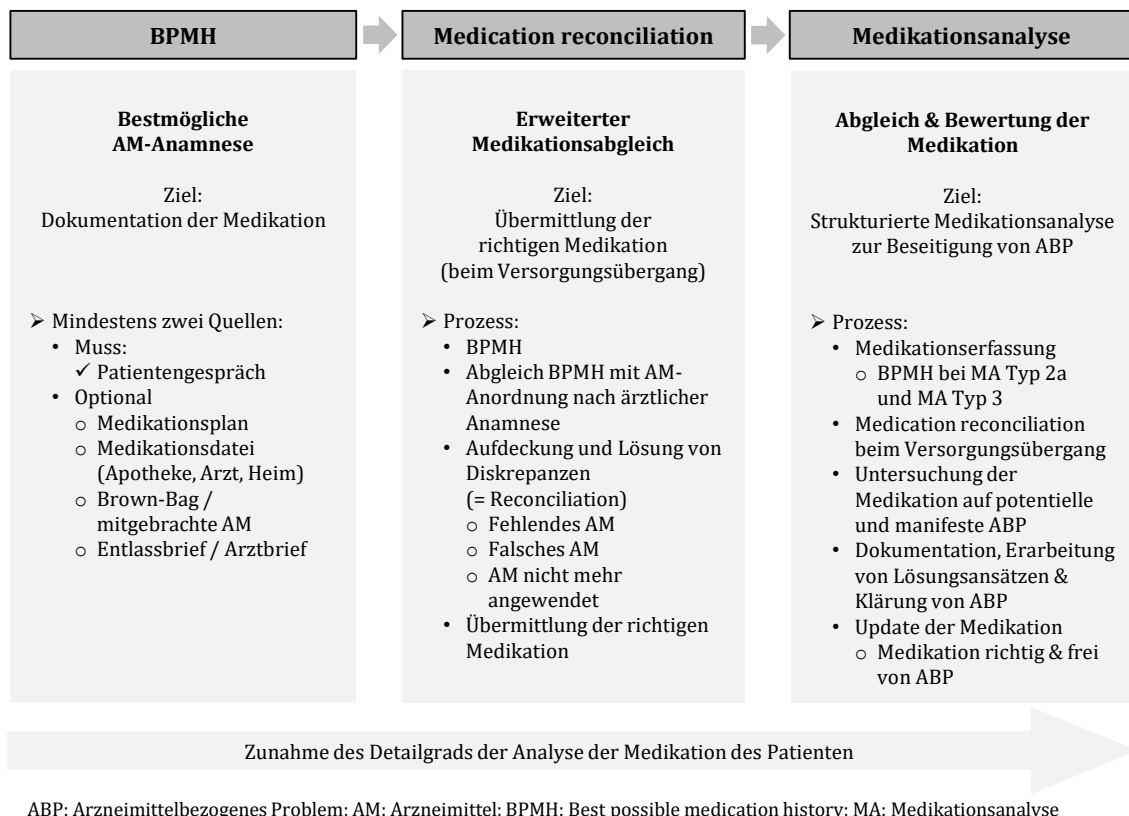 BPMH
Bestmögliche
AM-Anamnese
Ziel:
Dokumentation der Medikation
➢ Mindestens zwei Quellen:
• Muss:
✓ Patientengespräch
• Optional
o Medikationsplan
o Medikationsdatei
(Apotheke, Arzt, Heim)
o Brown-Bag /
mitgebrachte AM
o Entlassbrief / Arztbrief
Medication reconciliation
Erweiterter
Medikationsabgleich
Ziel:
Übermittlung der
richtigen Medikation
(beim Versorgungsübergang)
➢ Prozess:
• BPMH
• Abgleich BPMH mit AM-
Anordnung nach ärztlicher
Anamnese
• Aufdeckung und Lösung von
Diskrepanzen
(= Reconciliation)
o Fehlendes AM
o Falsches AM
o AM nicht mehr
angewendet
• Übermittlung der richtigen
Medikation
Medikationsanalyse
Abgleich & Bewertung der
Medikation
Ziel:
Strukturierte Medikationsanalyse
zur Beseitigung von ABP
➢ Prozess:
• Medikationserfassung
o BPMH bei MA Typ 2a
und MA Typ 3
• Medication reconciliation
beim Versorgungsübergang
• Untersuchung der
Medikation auf potentielle
und manifeste ABP
• Dokumentation, Erarbeitung
von Lösungsansätzen &
Klärung von ABP
• Update der Medikation
o Medikation richtig & frei
von ABP
Zunahme des Detailgrads der Analyse der Medikation des Patienten
ABP: Arzneimittelbezogenes Problem; AM: Arzneimittel; BPMH: Best possible medication history; MA: Medikationsanalyse